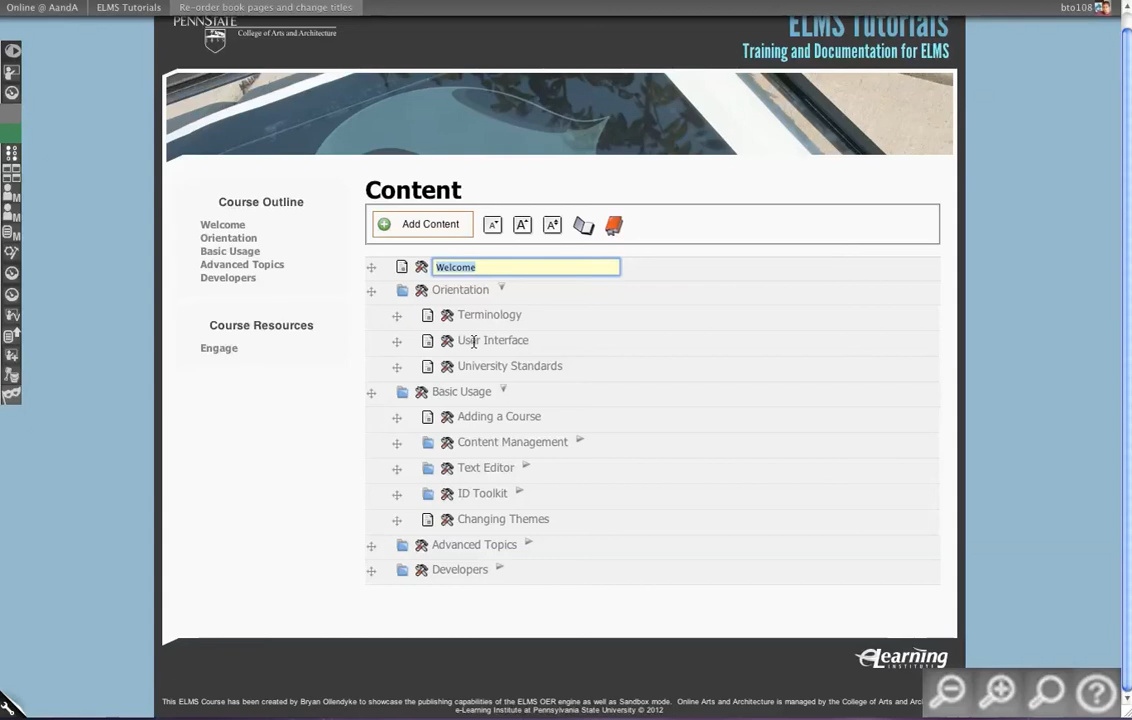 Online @ AandA ELMS Tutorials Re-order book pages and change titles bto108
PENNSTATE
College of Arts and Architecture
ELMS Tutorials
Training and Documentation for ELMS
Content
Course Outline
Welcome
Orientation
Basic Usage
Advanced Topics
Developers
Course Resources
Engage
Add Content A A A
Welcome
Orientation
Terminology
User Interface
University Standards
Basic Usage
Adding a Course
Content Management
Text Editor
ID Toolkit
Changing Themes
Advanced Topics
Developers
eLearning
INSTITUTE
This ELMS Course has been created by Bryan Ollendyke to showcase the publishing capabilities of the ELMS OER engine as well as Sandbox mode. Online Arts and Architecture is managed by the College of Arts and
e-Learning Institute at Pennsylvania State University © 2012